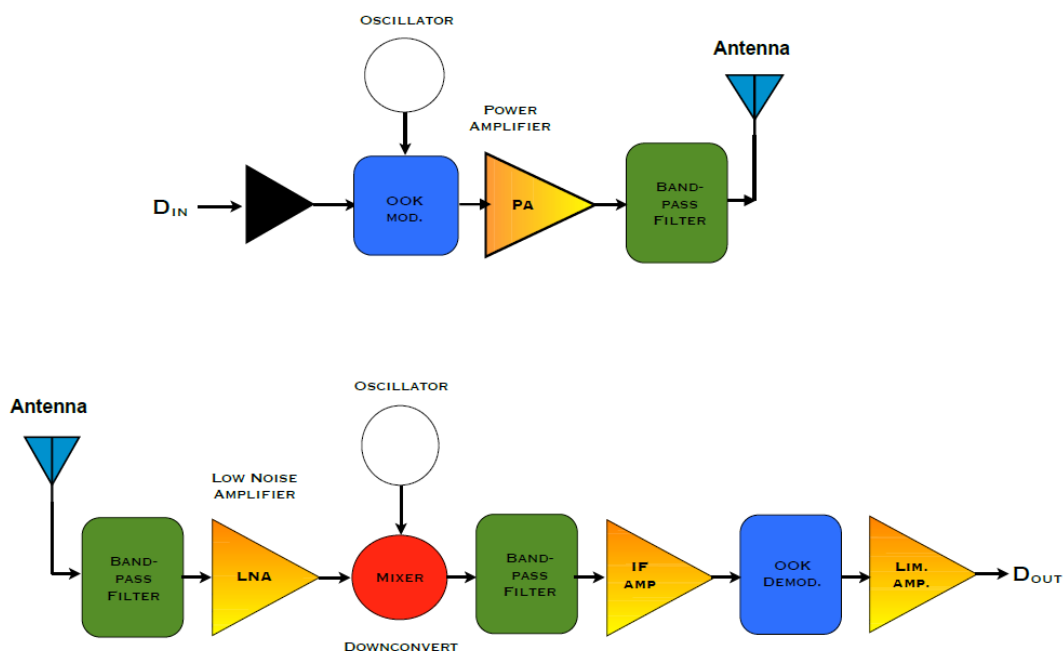 OSCILLATOR
Antenna
POWER
AMPLIFIER
DIN
OOK
MOD.
PA
BAND-
PASS
FILTER
OSCILLATOR
Antenna
LOW NOISE
AMPLIFIER
BAND-
PASS
FILTER
LNA
MIXER
BAND-
PASS
FILTER
IF
AMP
OOK
DEMOD.
LIM.
AMP.
DOUT
DOWNCONVERT